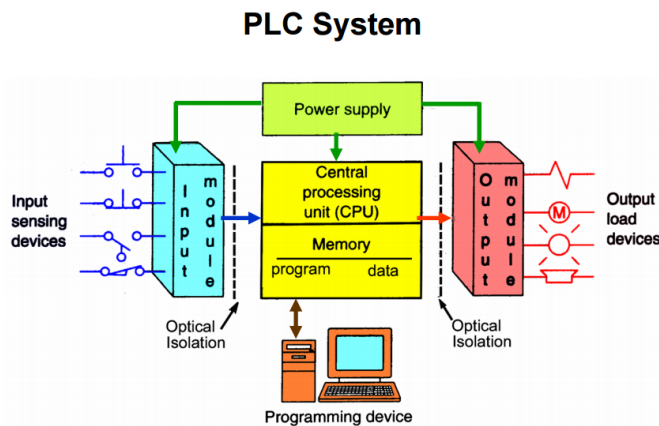 PLC System
Power supply
Input
sensing
devices
Input
module
Central
processing
unit (CPU)
Memory
program data
Output
module
M
Output
load
devices
Optical
Isolation
Optical
Isolation
Programming device